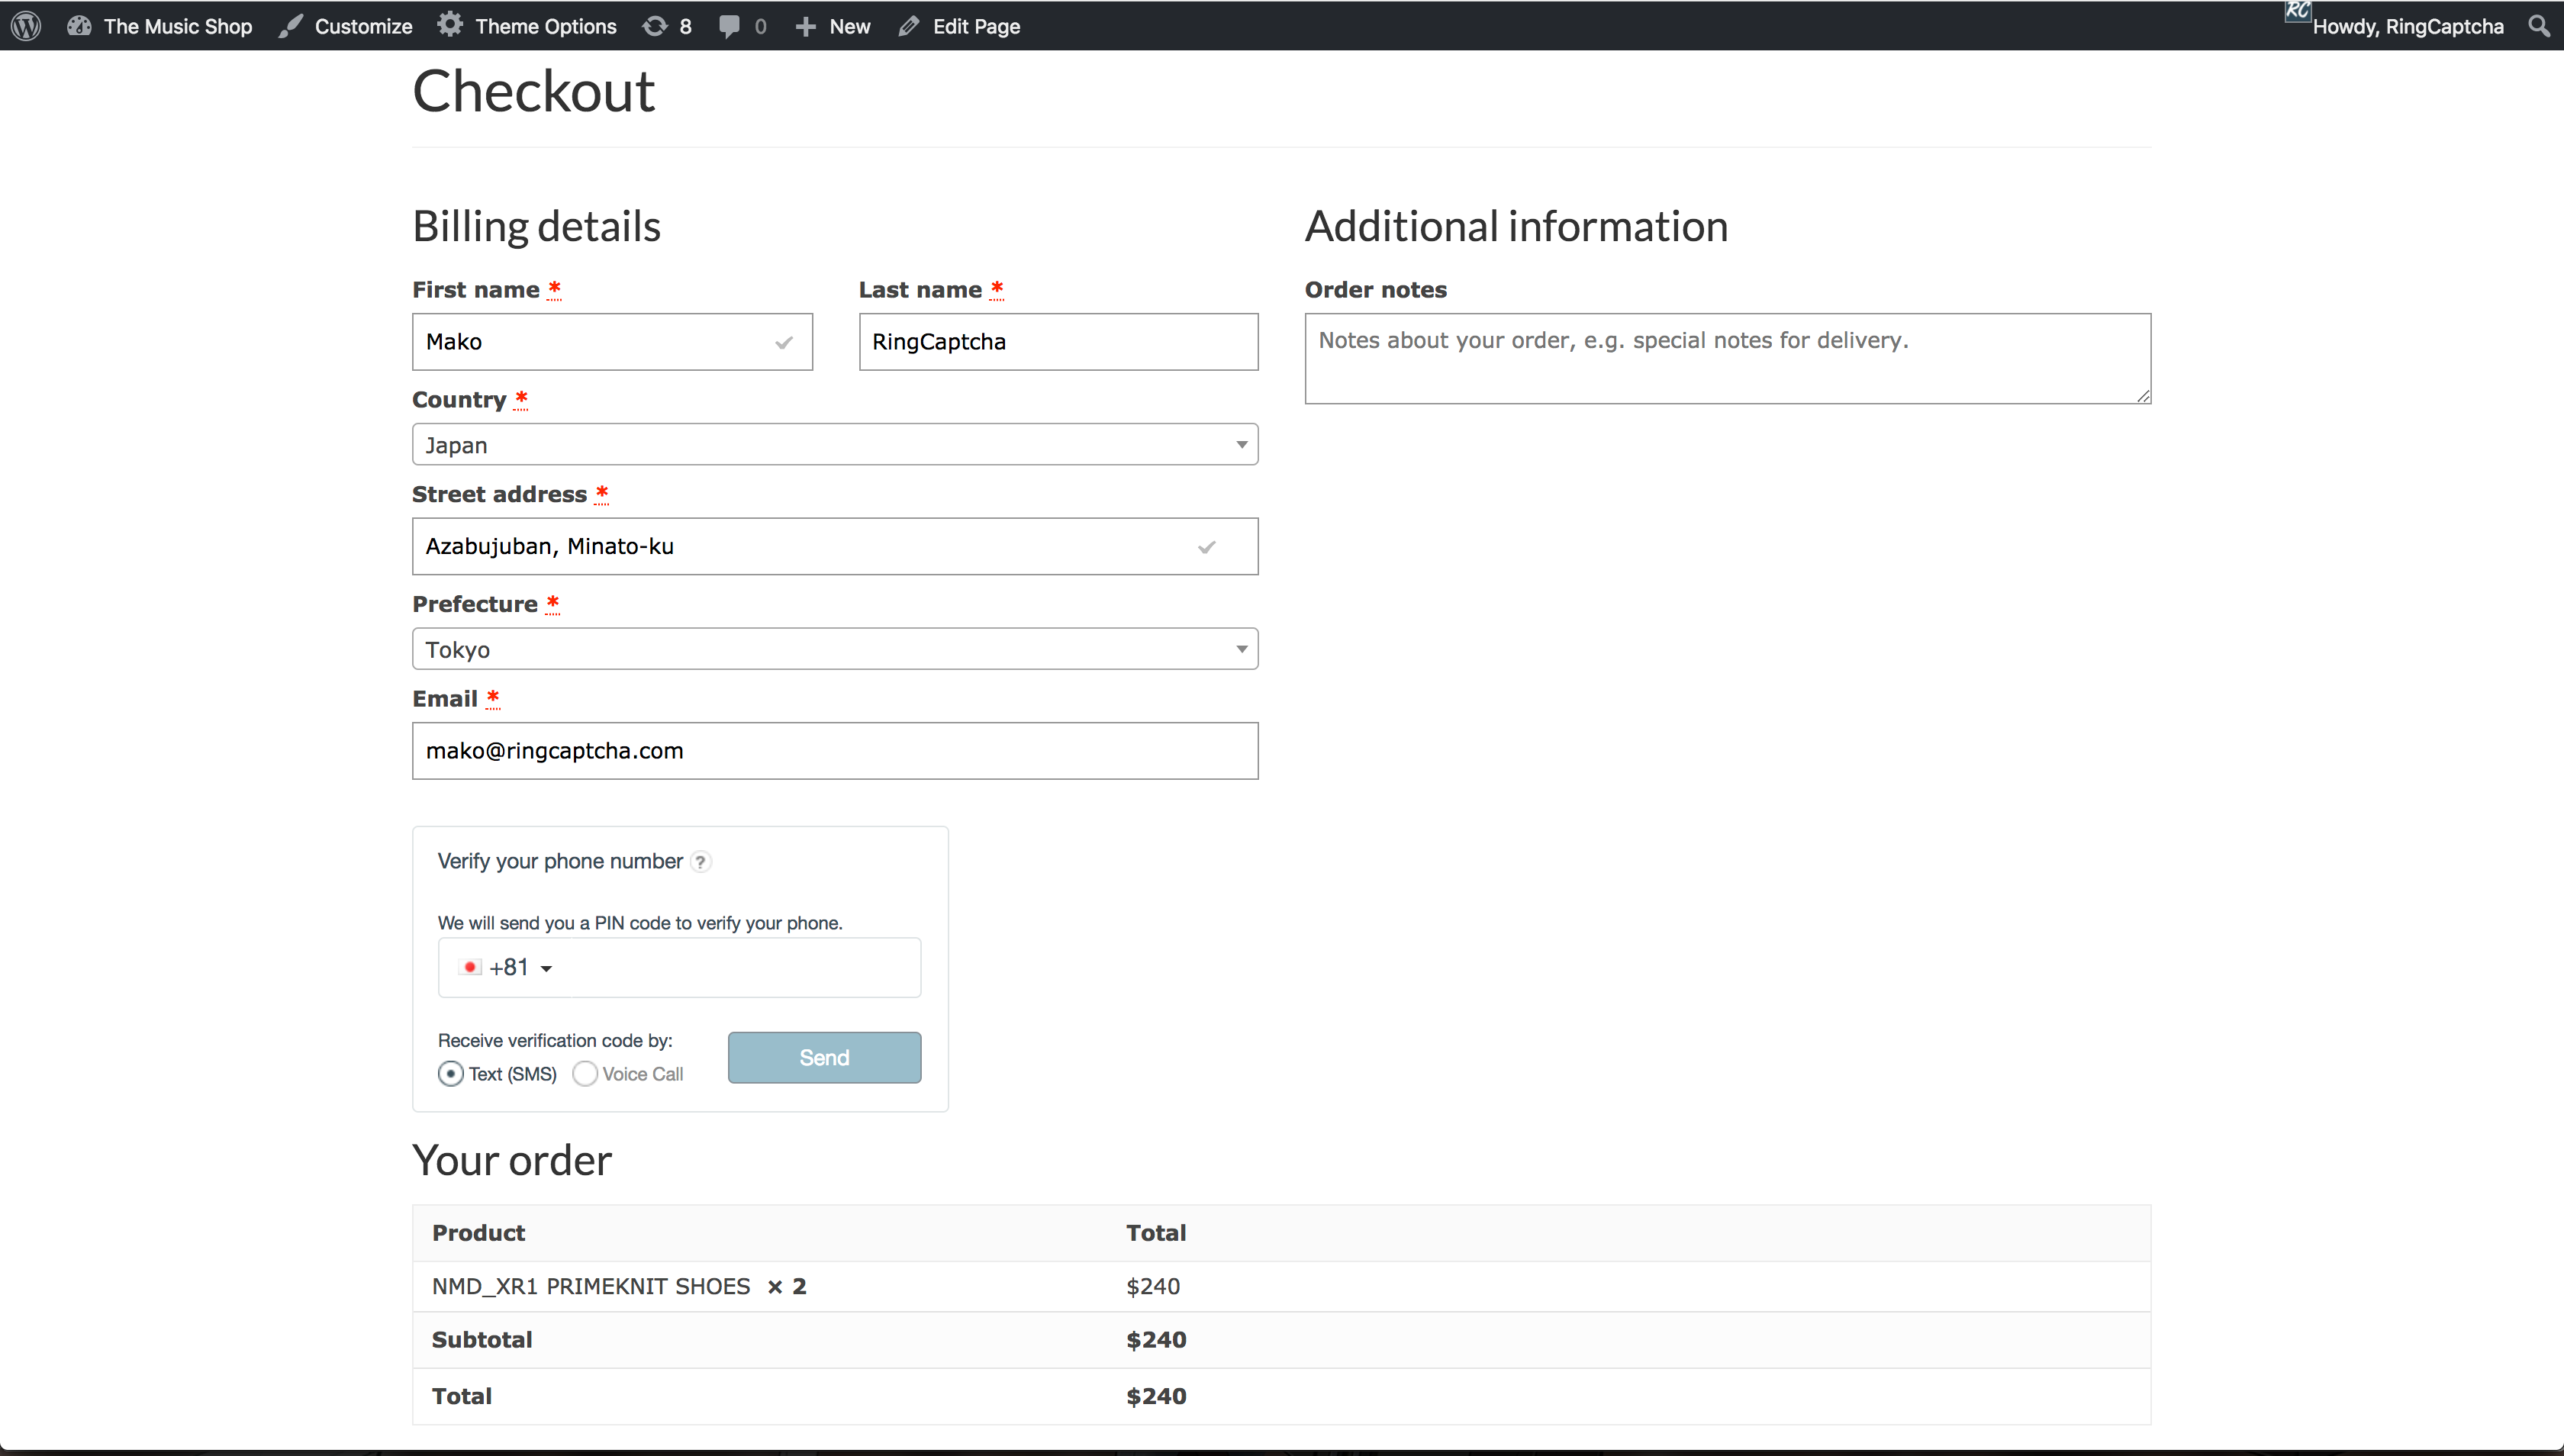 The Music Shop Customize Theme Options 8 0 New Edit Page RC Howdy, RingCaptcha
Checkout
Billing details
First name * Last name *
Mako RingCaptcha
Country *
Japan
Street address *
Azabujuban, Minato-ku
Prefecture *
Tokyo
Email *
mako@ringcaptcha.com
Additional information
Order notes
Notes about your order, e.g. special notes for delivery.
Verify your phone number ?
We will send you a PIN code to verify your phone.
+81
Receive verification code by:
Text (SMS) Voice Call
Send
Your order
Product Total
NMD_XR1 PRIMEKNIT SHOES × 2 $240
Subtotal $240
Total $240